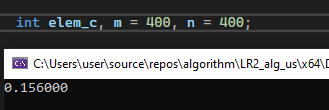 int elem_c, m = 400, n = 400;
C:\Users\user\source\repos\algorithm\LR2_alg_us\x64\D
0.156000